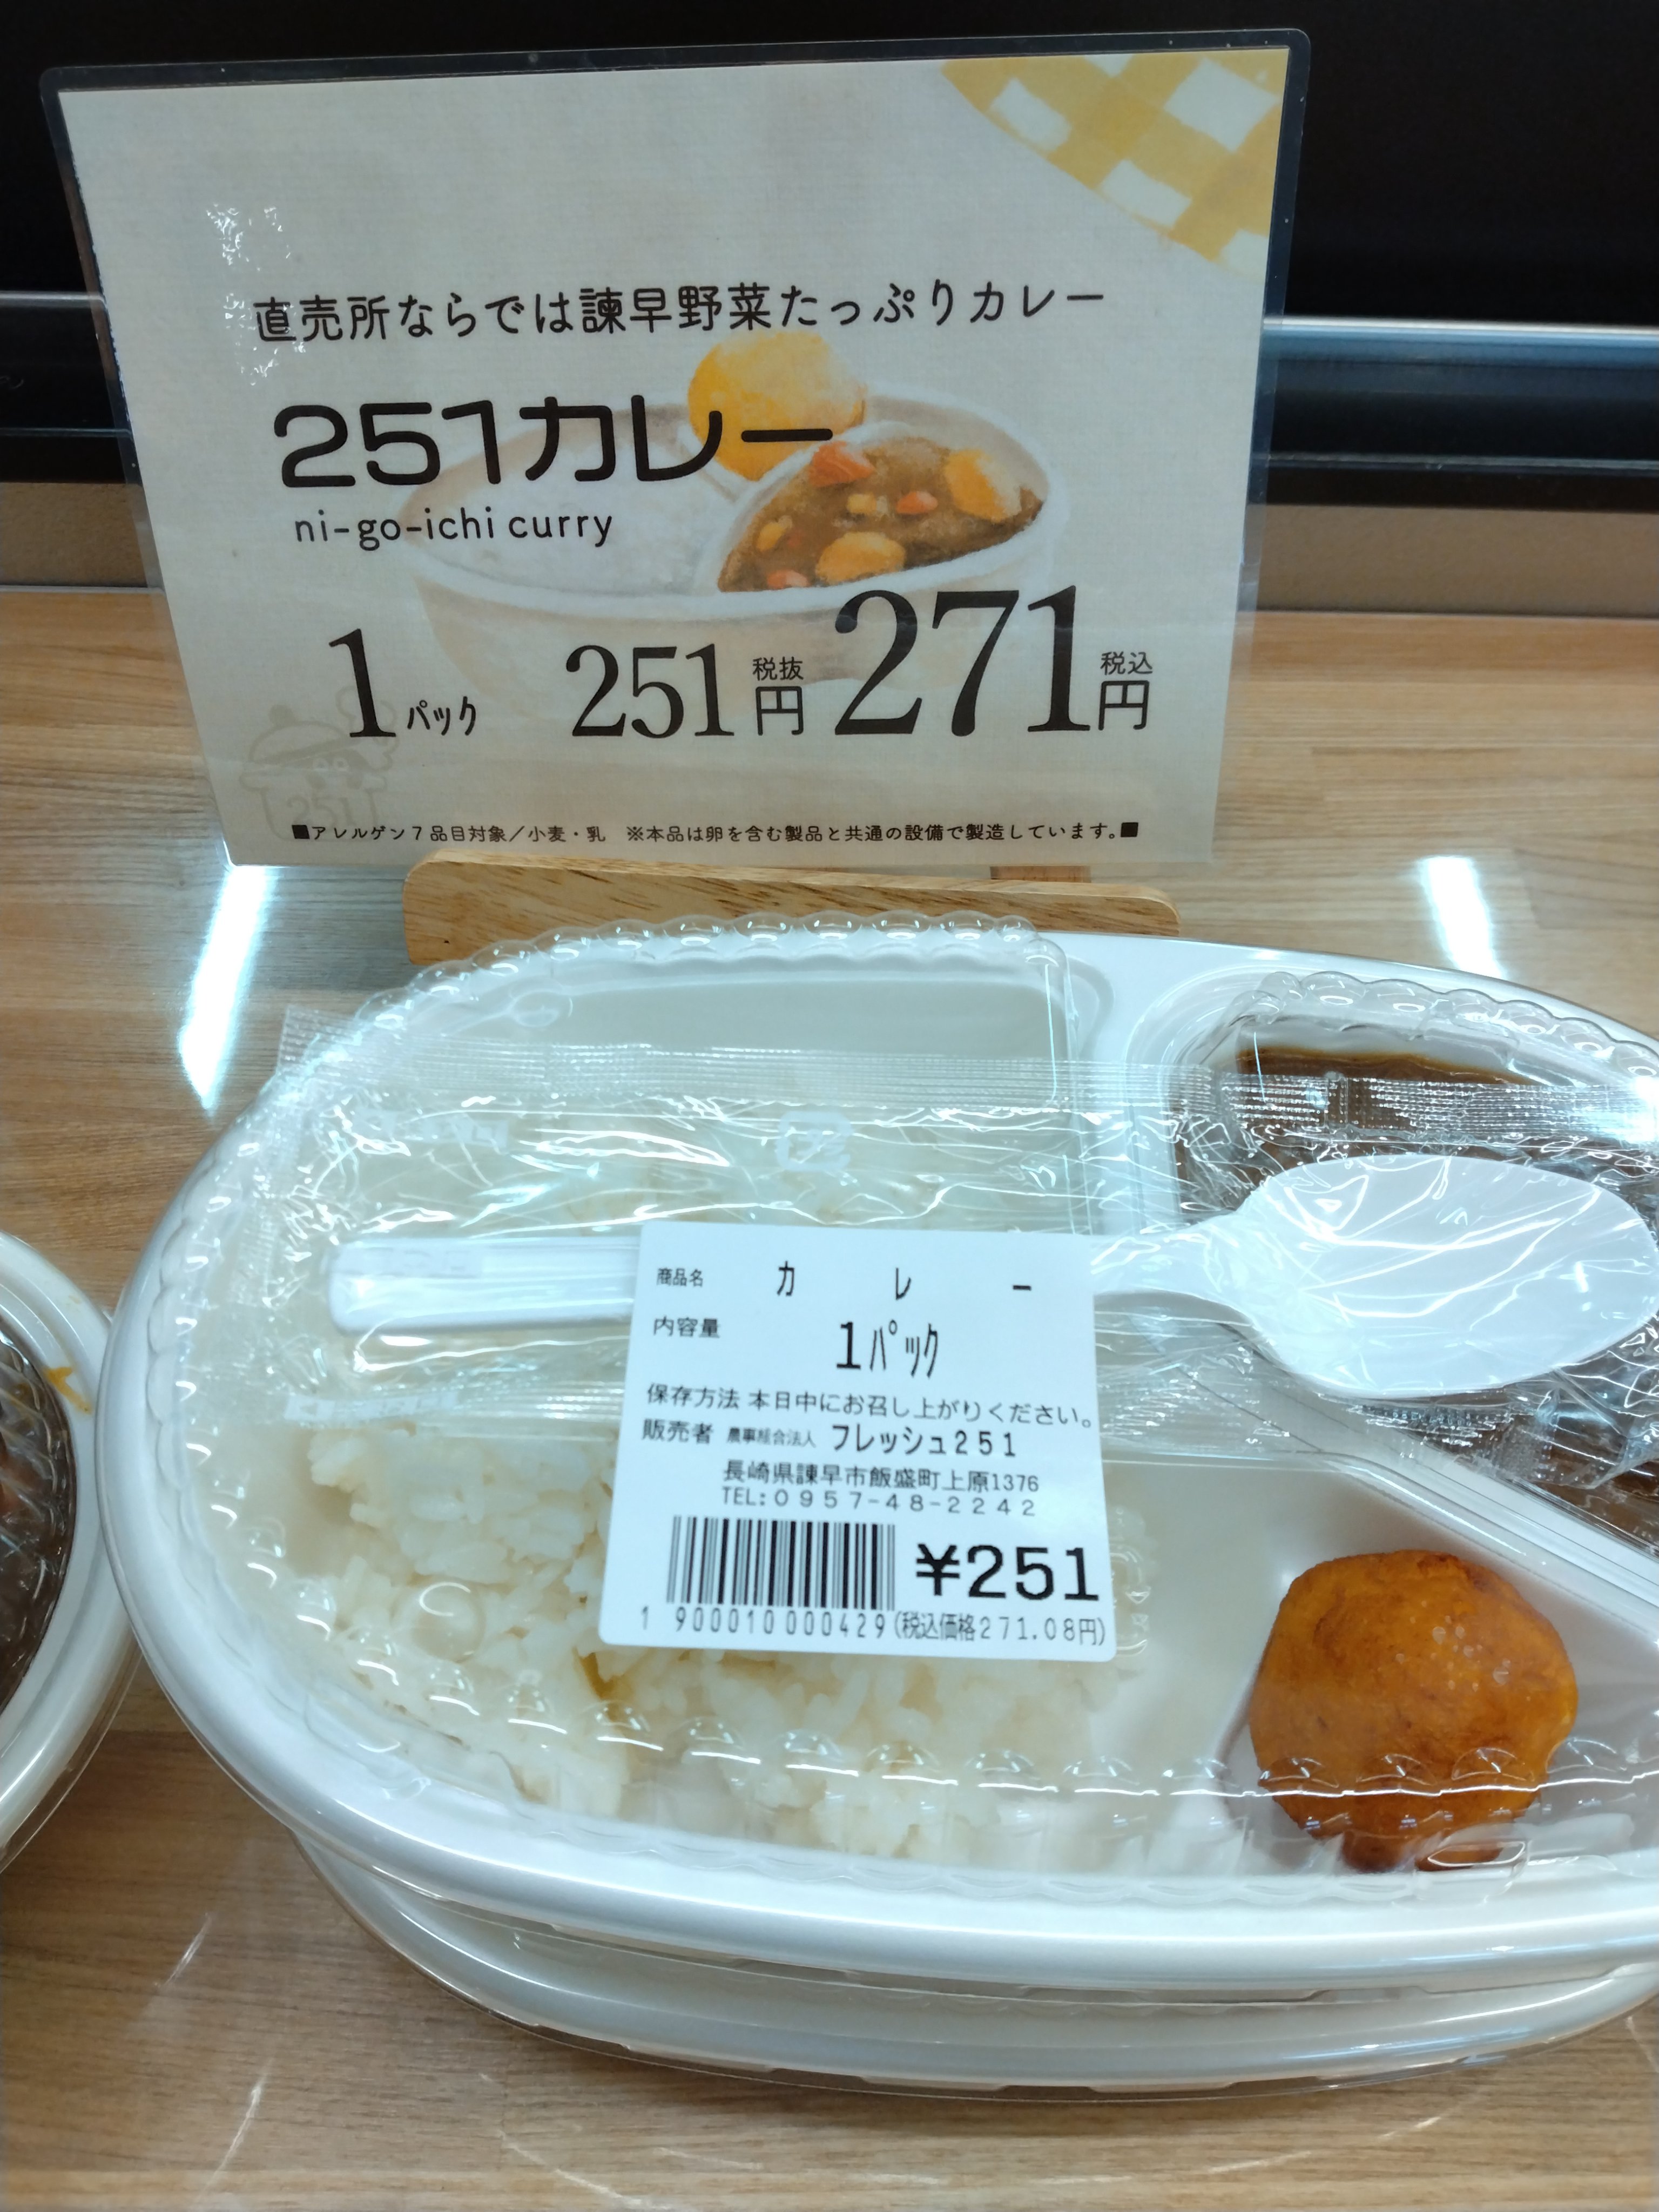 直売所ならでは諫早野菜たっぷりカレー
251カレー
ni-go-ichi curry
1パック 251税抜円 271税込円
251
■アレルゲン7品目対象／小麦・乳 ※本品は卵を含む製品と共通の設備で製造しています。■
商品名 カ レ ー
内容量 1パック
保存方法 本日中にお召し上がりください。
販売者 農事組合法人 フレッシュ251
長崎県諫早市飯盛町上原1376
TEL:0957-48-2242
¥251
1 900010 000429 (税込価格271.08円)